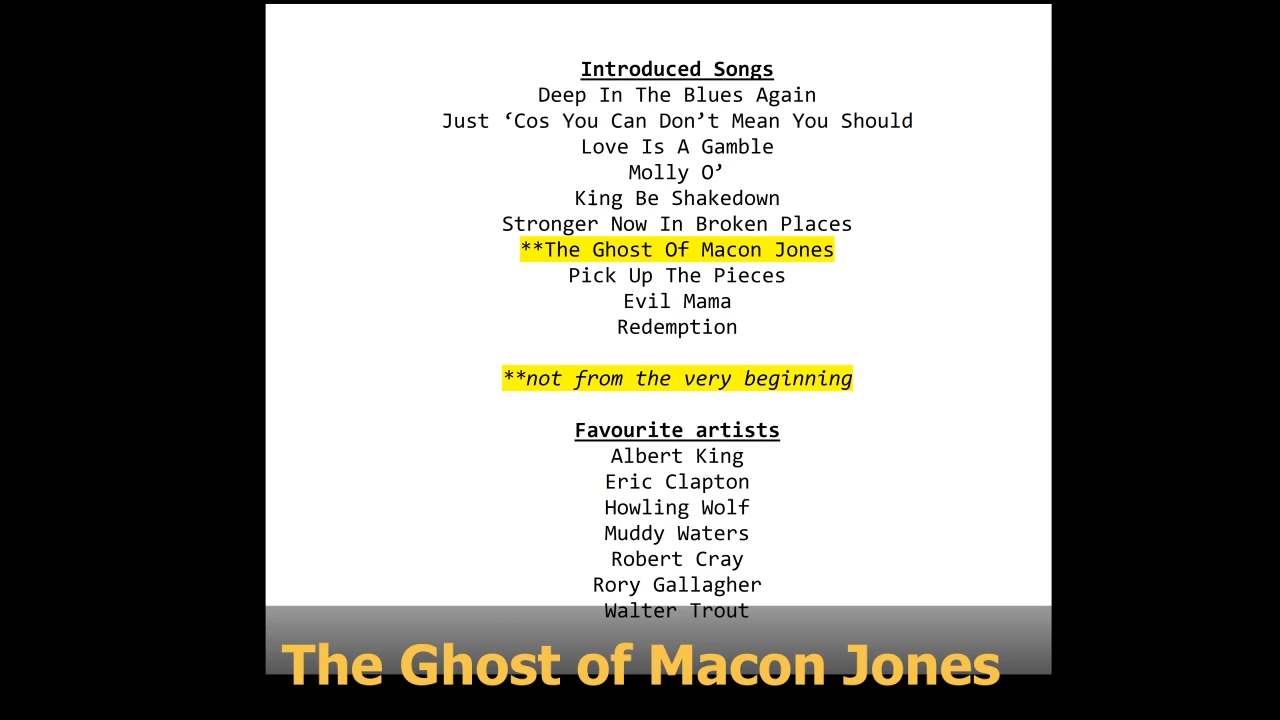 Introduced Songs
Deep In The Blues Again
Just ‘Cos You Can Don’t Mean You Should
Love Is A Gamble
Molly O’
King Be Shakedown
Stronger Now In Broken Places
**The Ghost Of Macon Jones
Pick Up The Pieces
Evil Mama
Redemption
**not from the very beginning
Favourite artists
Albert King
Eric Clapton
Howling Wolf
Muddy Waters
Robert Cray
Rory Gallagher
Walter Trout
The Ghost of Macon Jones